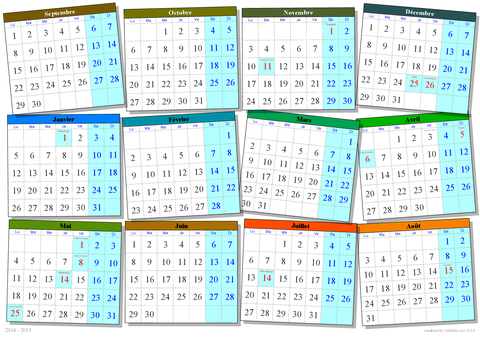 Septembre
Lu Ma Me Je Ve Sa Di
1 2 3 4 5 6 7
8 9 10 11 12 13 14
15 16 17 18 19 20 21
22 23 24 25 26 27 28
29 30
Octobre
Lu Ma Me Je Ve Sa Di
1 2 3 4 5
6 7 8 9 10 11 12
13 14 15 16 17 18 19
20 21 22 23 24 25 26
27 28 29 30 31
Novembre
Lu Ma Me Je Ve Sa Di
1 2
3 4 5 6 7 8 9
10 11 12 13 14 15 16
17 18 19 20 21 22 23
24 25 26 27 28 29 30
Décembre
Lu Ma Me Je Ve Sa Di
1 2 3 4 5 6 7
8 9 10 11 12 13 14
15 16 17 18 19 20 21
22 23 24 25 26 27 28
29 30 31
Janvier
Lu Ma Me Je Ve Sa Di
1 2 3 4
5 6 7 8 9 10 11
12 13 14 15 16 17 18
19 20 21 22 23 24 25
26 27 28 29 30 31
Février
Lu Ma Me Je Ve Sa Di
1
2 3 4 5 6 7 8
9 10 11 12 13 14 15
16 17 18 19 20 21 22
23 24 25 26 27 28
Mars
Lu Ma Me Je Ve Sa Di
1
2 3 4 5 6 7 8
9 10 11 12 13 14 15
16 17 18 19 20 21 22
23 24 25 26 27 28 29
30 31
Avril
Lu Ma Me Je Ve Sa Di
1 2 3 4 5
6 7 8 9 10 11 12
13 14 15 16 17 18 19
20 21 22 23 24 25 26
27 28 29 30
Mai
Lu Ma Me Je Ve Sa Di
1 2 3
4 5 6 7 8 9 10
11 12 13 14 15 16 17
18 19 20 21 22 23 24
25 26 27 28 29 30 31
Juin
Lu Ma Me Je Ve Sa Di
1 2 3 4 5 6 7
8 9 10 11 12 13 14
15 16 17 18 19 20 21
22 23 24 25 26 27 28
29 30
Juillet
Lu Ma Me Je Ve Sa Di
1 2 3 4 5
6 7 8 9 10 11 12
13 14 15 16 17 18 19
20 21 22 23 24 25 26
27 28 29 30 31
Août
Lu Ma Me Je Ve Sa Di
1 2
3 4 5 6 7 8 9
10 11 12 13 14 15 16
17 18 19 20 21 22 23
24 25 26 27 28 29 30
31
2014 - 2015